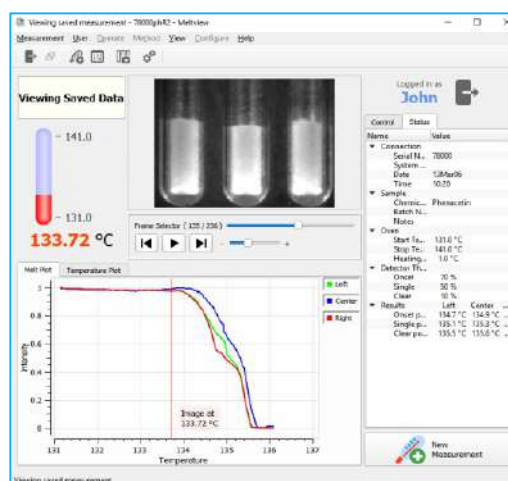 Viewing saved measurement - 78000phR2 - Meltview
Measurement User Operate Method View Configure Help
Viewing Saved Data
141.0
131.0
133.72 °C
Frame Selector ( 135 / 236 )
- +
Logged in as
John
Control Status
Name Value
Connection
Serial N... 78000
System ...
Date 13Mar06
Time 10:20
Sample
Chemic... Phenacetin
Batch N...
Notes
Oven
Start Te... 131.0 °C
Stop Te... 141.0 °C
Heating... 1.0 °C
Detector Th...
Onset 70 %
Single 50 %
Clear 10 %
Results Left Center ...
Onset p... 134.7 °C 134.9 °C ...
Single p... 135.1 °C 135.3 °C ...
Clear po... 135.5 °C 135.6 °C ...
Melt Plot Temperature Plot
Left
Center
Right
1
0.8
0.6
0.4
0.2
0
Intensity
Image at
133.72 °C
131 132 133 134 135 136 137
Temperature
New
Measurement
Viewing saved measurement